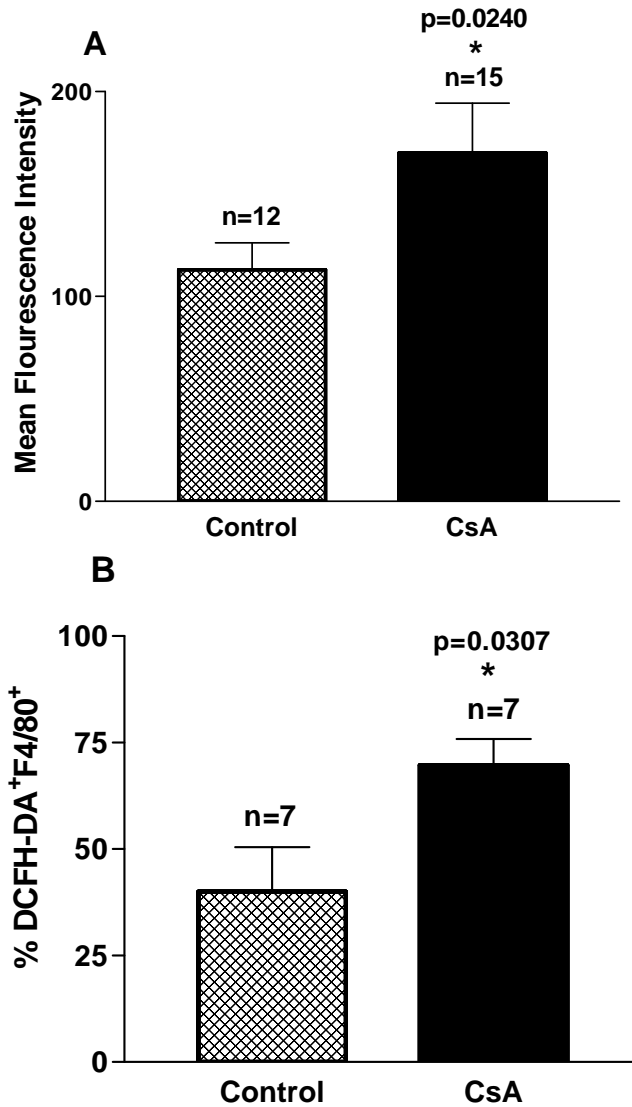 A
p=0.0240
*
n=15
n=12
200
100
0
Mean Flourescence Intensity
Control CsA
B
p=0.0307
*
n=7
n=7
100
75
50
25
0
% DCFH-DA⁺F4/80⁺
Control CsA